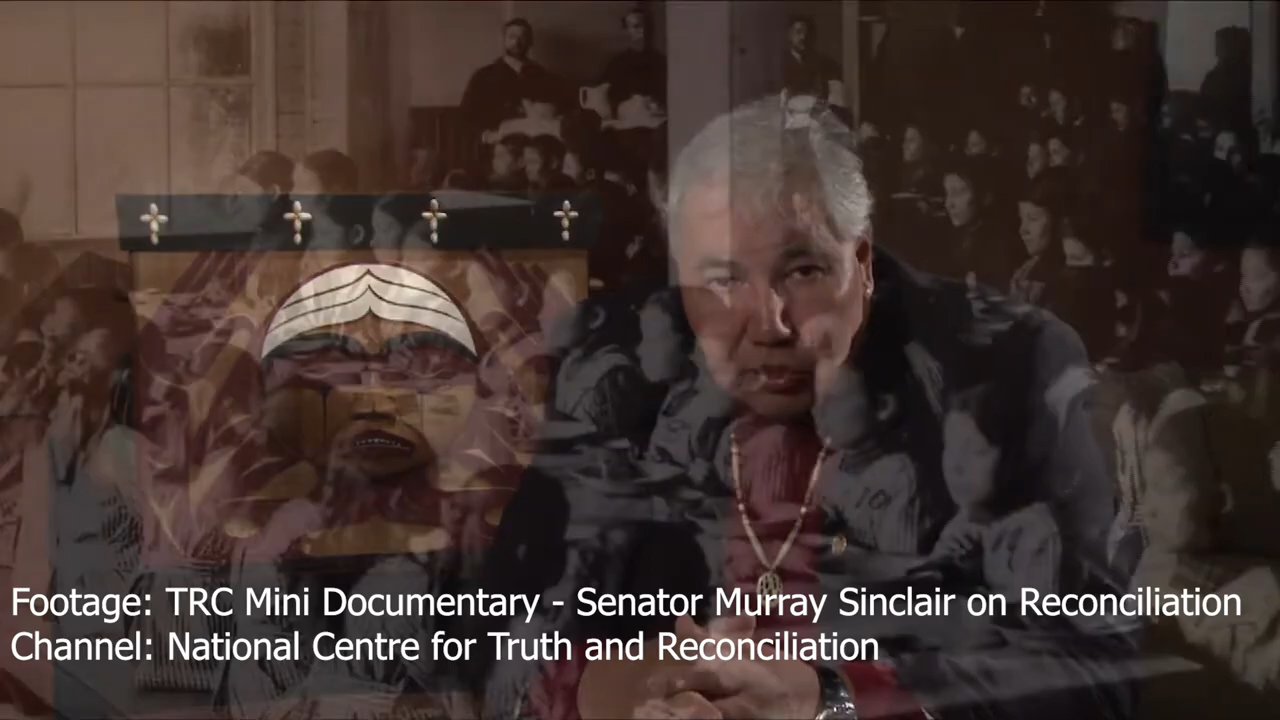 Footage: TRC Mini Documentary - Senator Murray Sinclair on Reconciliation
Channel: National Centre for Truth and Reconciliation